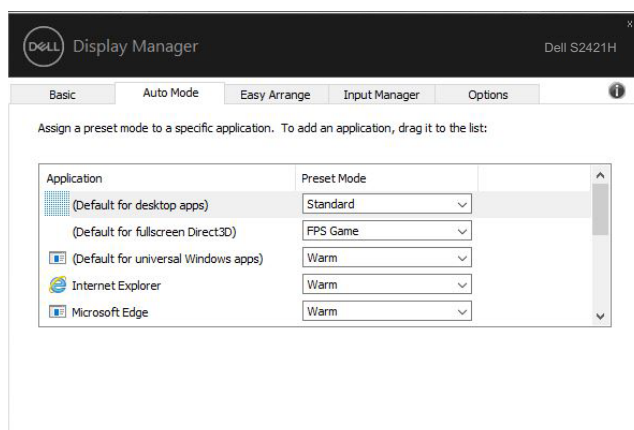 DELL Display Manager
Dell S2421H
Basic Auto Mode Easy Arrange Input Manager Options
Assign a preset mode to a specific application. To add an application, drag it to the list:
Application Preset Mode
(Default for desktop apps) Standard
(Default for fullscreen Direct3D) FPS Game
(Default for universal Windows apps) Warm
Internet Explorer Warm
Microsoft Edge Warm